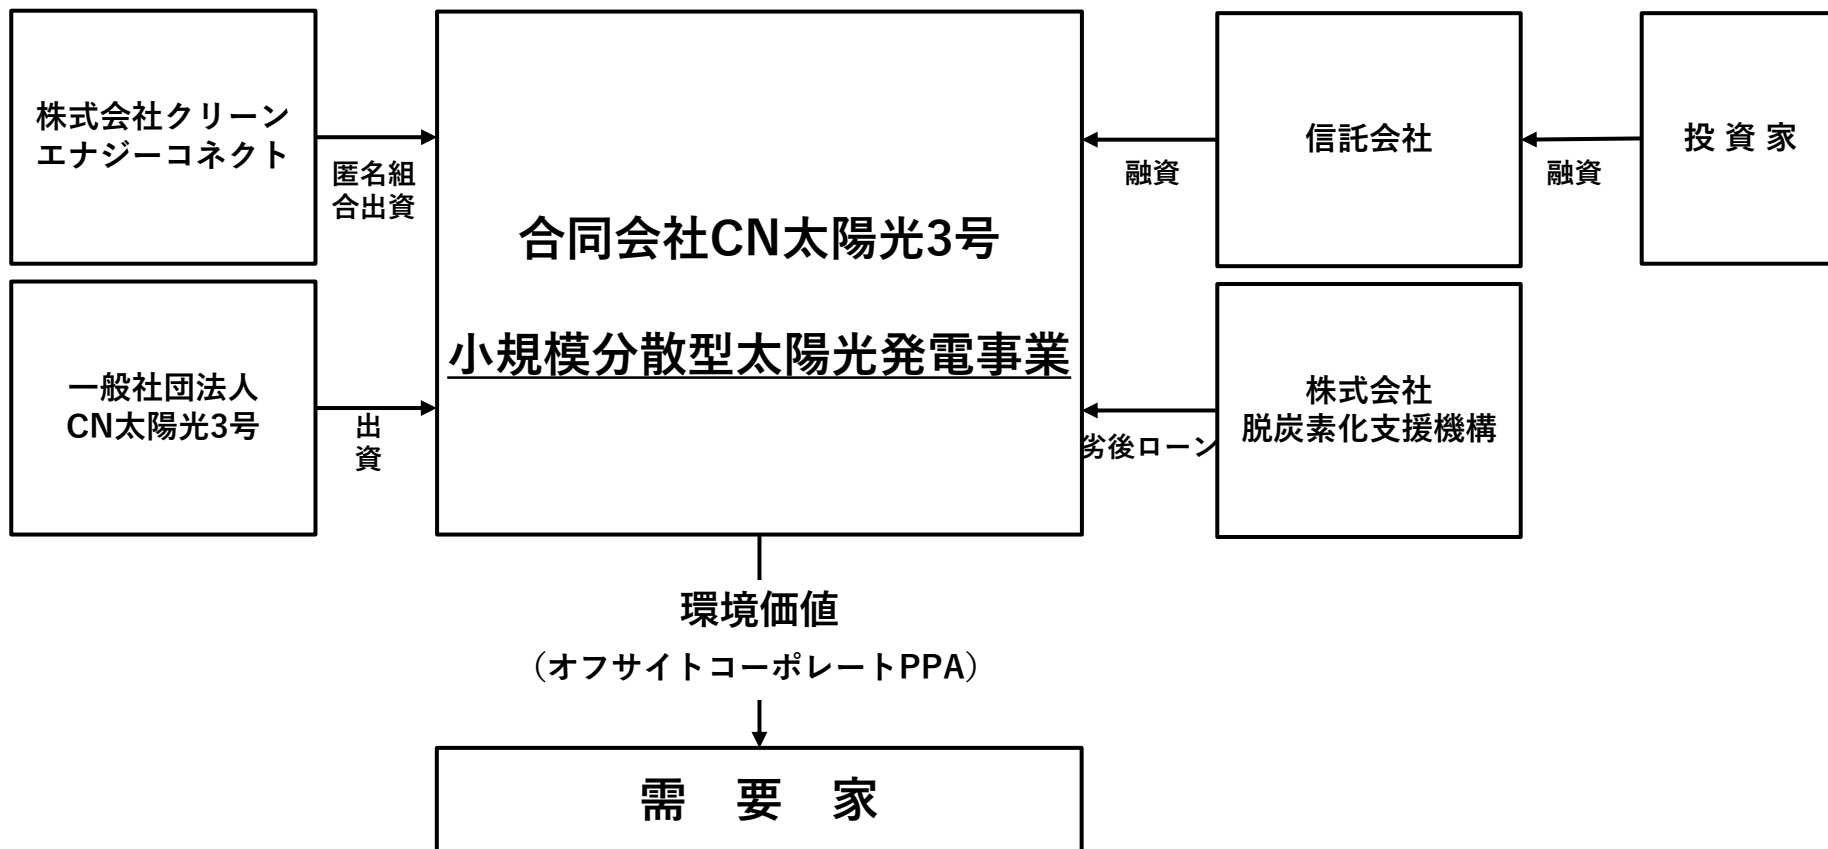 株式会社クリーン
エナジーコネクト
匿名組
合出資
一般社団法人
CN太陽光3号
出
資
合同会社CN太陽光3号
小規模分散型太陽光発電事業
融資
信託会社
融資
投 資 家
劣後ローン
株式会社
脱炭素化支援機構
環境価値
（オフサイトコーポレートPPA）
需　要　家